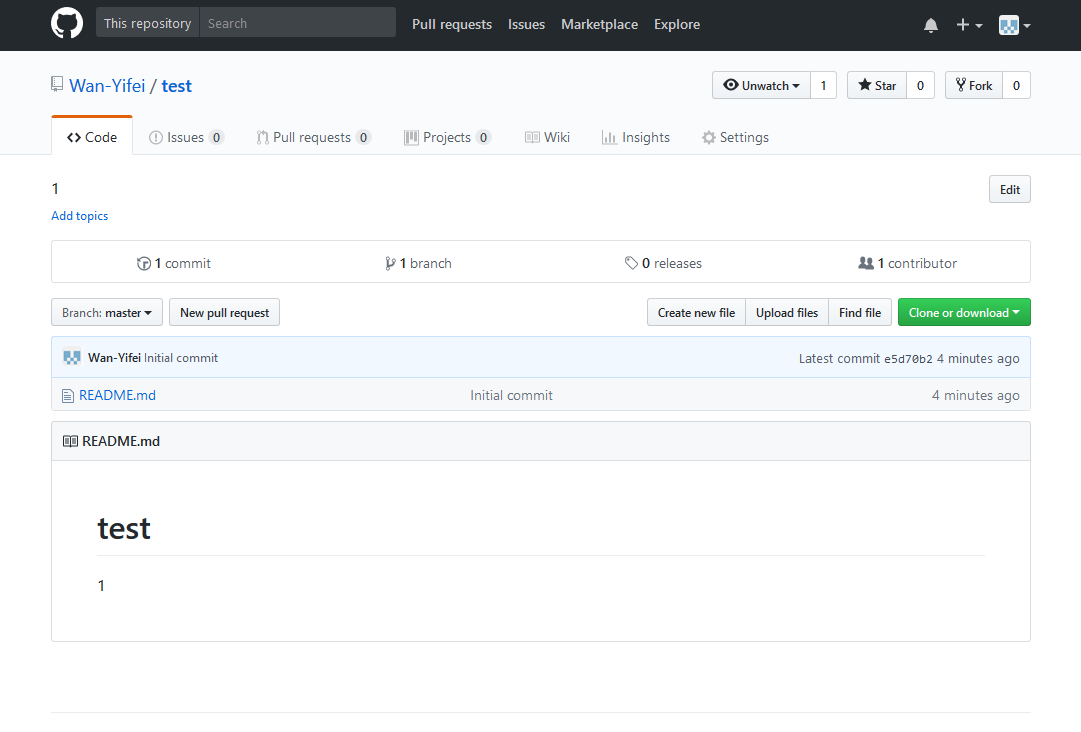 This repository Search Pull requests Issues Marketplace Explore
Wan-Yifei / test Unwatch 1 Star 0 Fork 0
Code Issues 0 Pull requests 0 Projects 0 Wiki Insights Settings
1 Edit
Add topics
1 commit 1 branch 0 releases 1 contributor
Branch: master New pull request Create new file Upload files Find file Clone or download
Wan-Yifei Initial commit Latest commit e5d70b2 4 minutes ago
README.md Initial commit 4 minutes ago
README.md
test
1